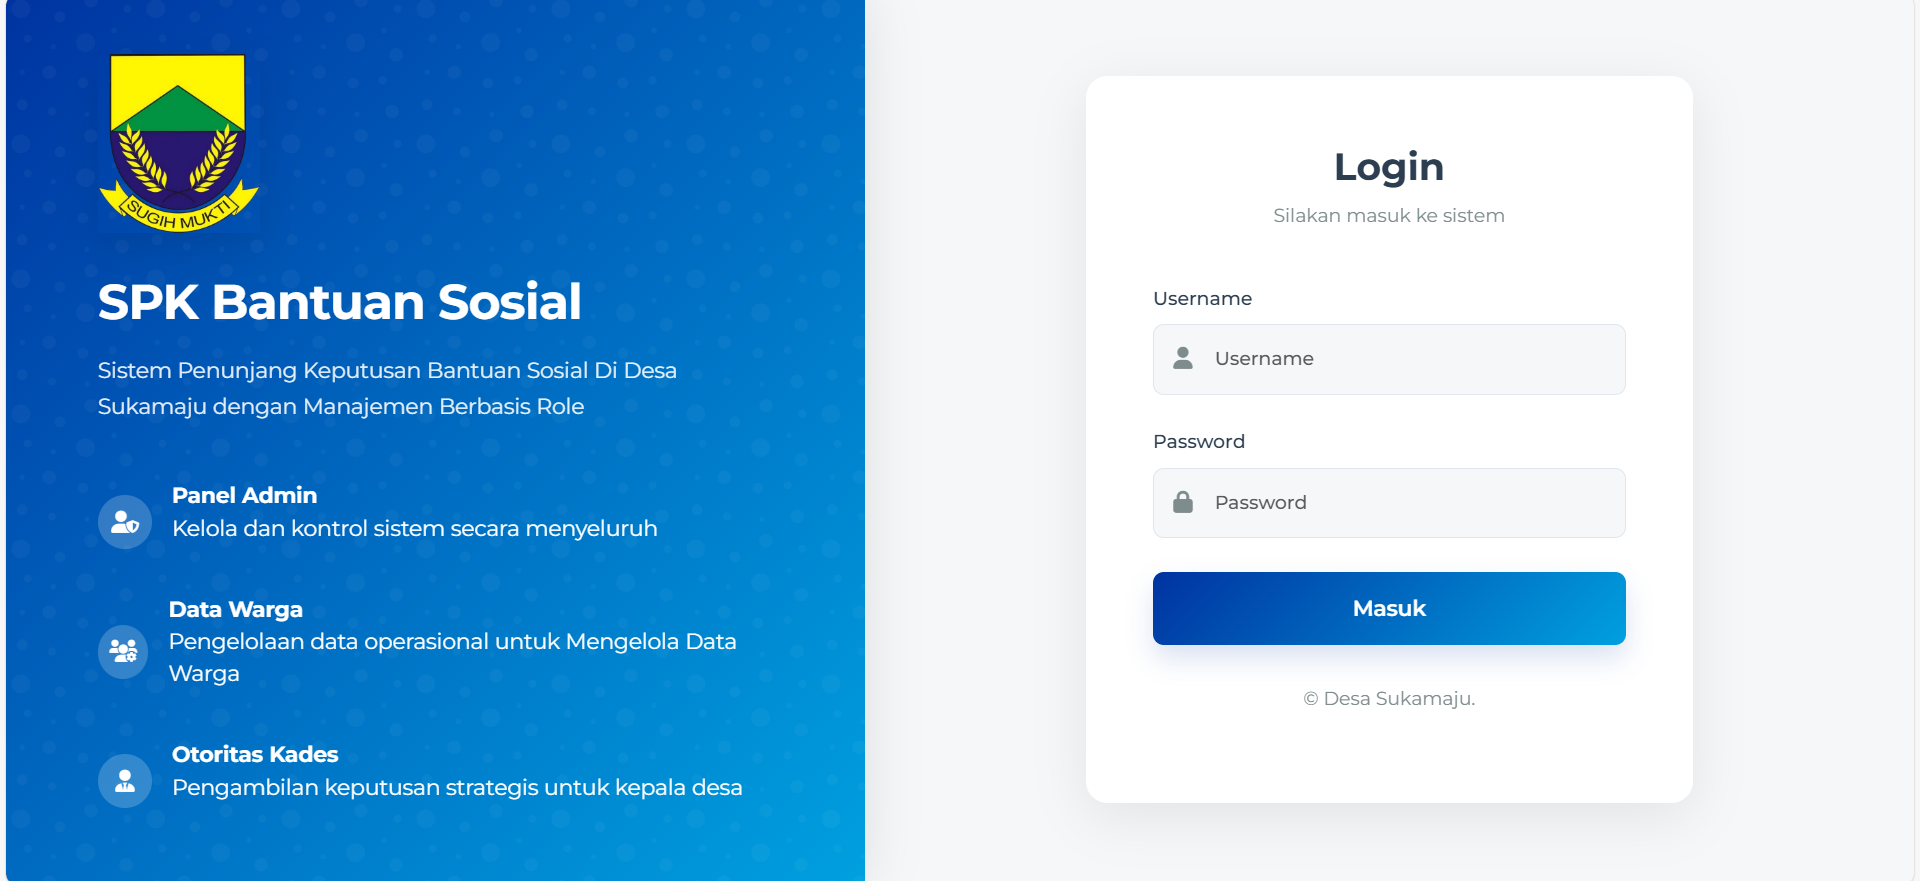 SUGIH MUKTI
SPK Bantuan Sosial
Sistem Penunjang Keputusan Bantuan Sosial Di Desa
Sukamaju dengan Manajemen Berbasis Role
Panel Admin
Kelola dan kontrol sistem secara menyeluruh
Data Warga
Pengelolaan data operasional untuk Mengelola Data
Warga
Otoritas Kades
Pengambilan keputusan strategis untuk kepala desa
Login
Silakan masuk ke sistem
Username
Username
Password
Password
Masuk
© Desa Sukamaju.